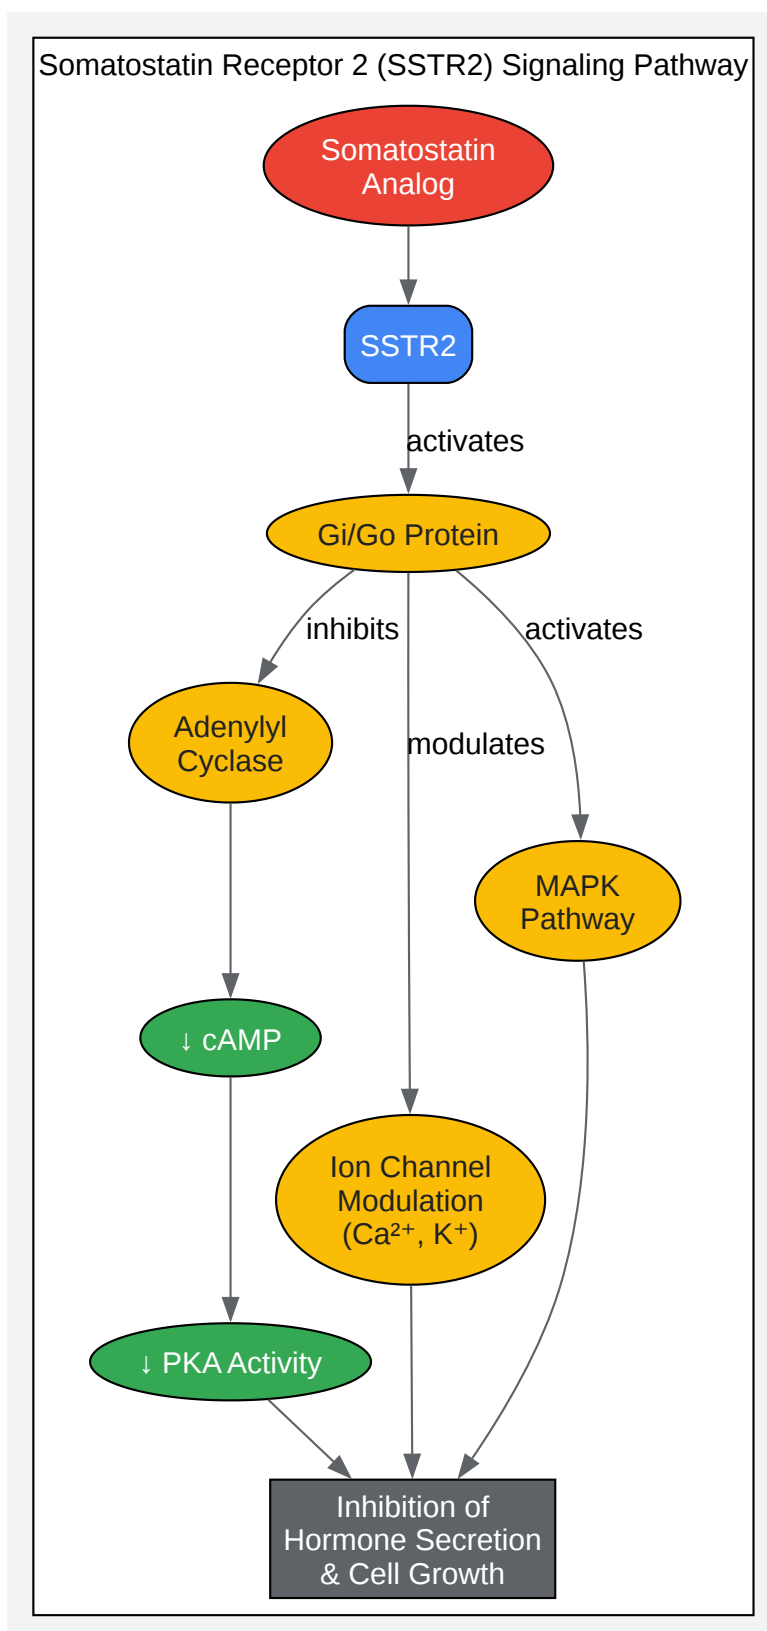 Somatostatin Receptor 2 (SSTR2) Signaling Pathway
Somatostatin
Analog
SSTR2
activates
Gi/Go Protein
inhibits
activates
Adenylyl
Cyclase
modulates
MAPK
Pathway
↓ cAMP
Ion Channel
Modulation
(Ca²⁺, K⁺)
↓ PKA Activity
Inhibition of
Hormone Secretion
& Cell Growth